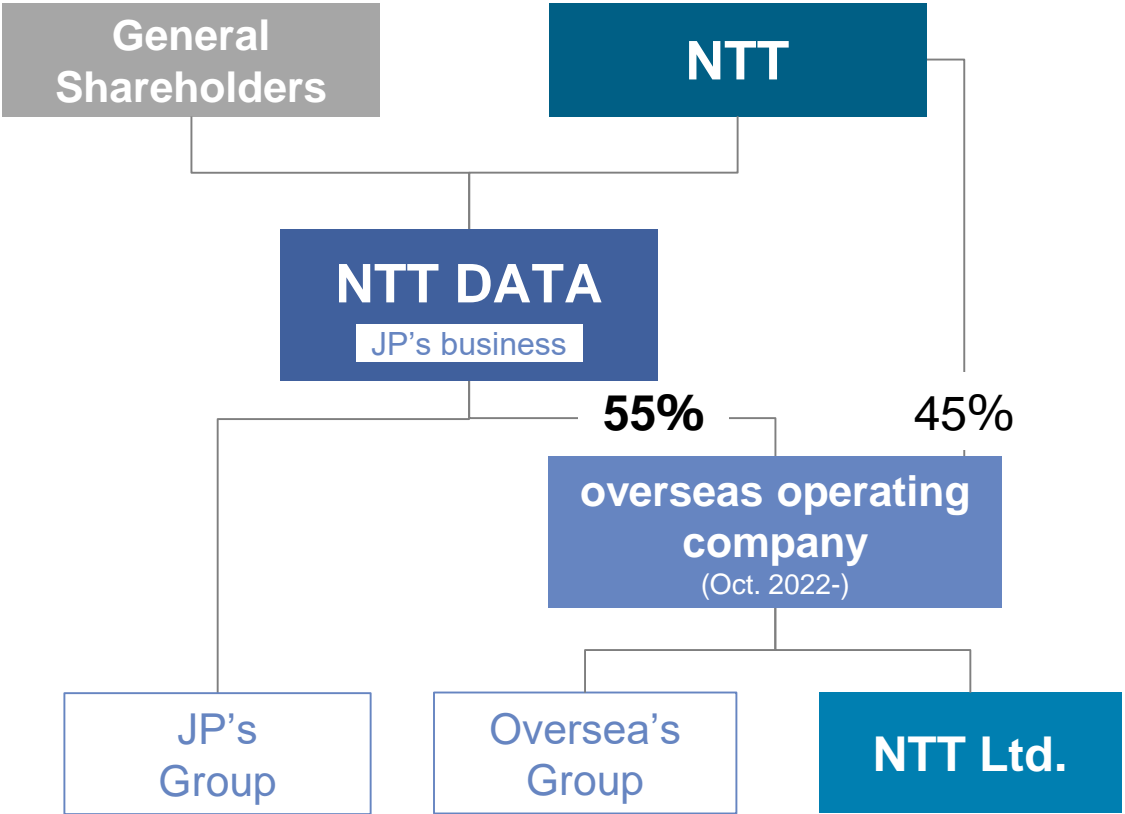 General
Shareholders
NTT
NTT DATA
JP’s business
55%
45%
overseas operating
company
(Oct. 2022-)
JP’s
Group
Oversea’s
Group
NTT Ltd.